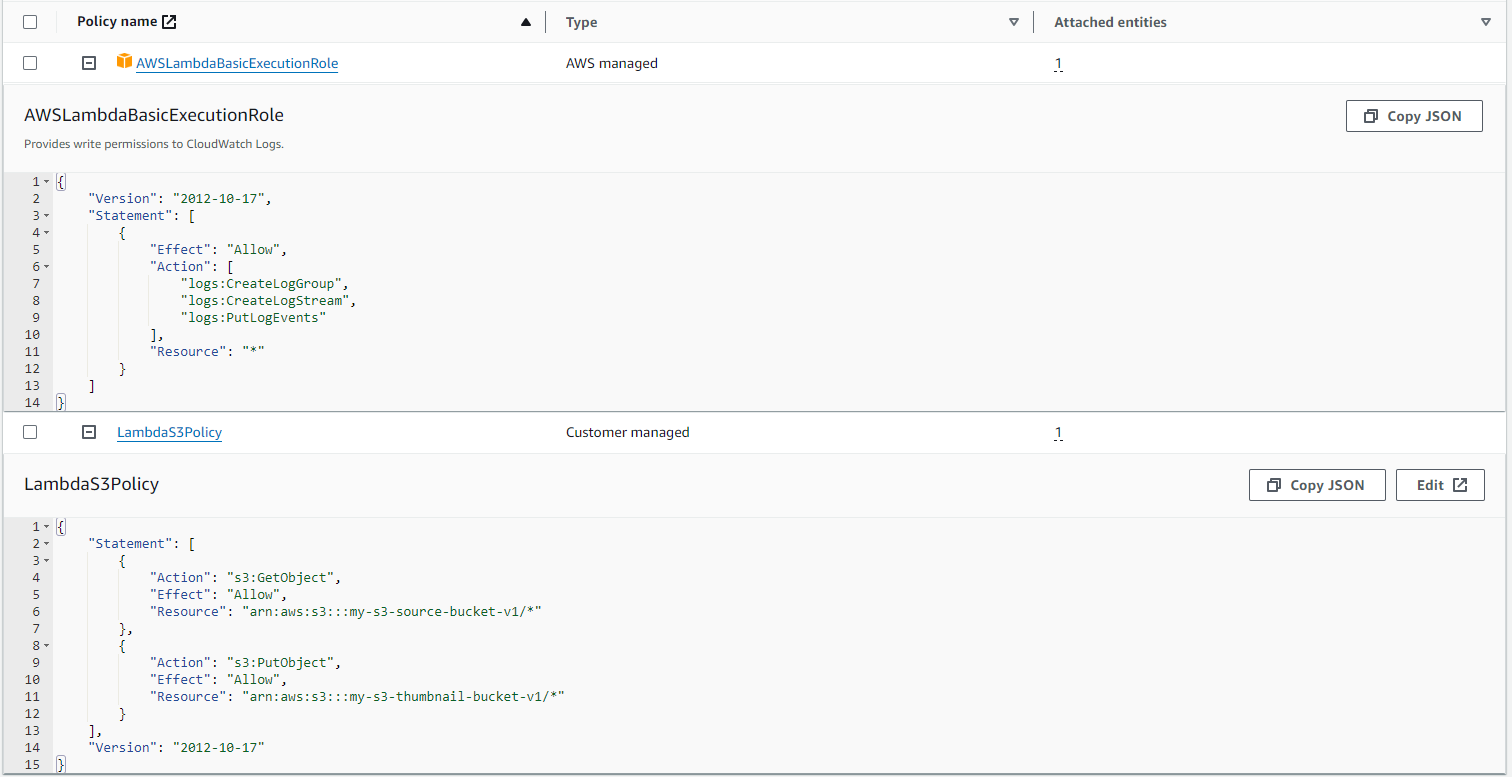 Policy name Type Attached entities
AWSLambdaBasicExecutionRole AWS managed 1
AWSLambdaBasicExecutionRole Copy JSON
Provides write permissions to CloudWatch Logs.
1 {
2 "Version": "2012-10-17",
3 "Statement": [
4 {
5 "Effect": "Allow",
6 "Action": [
7 "logs:CreateLogGroup",
8 "logs:CreateLogStream",
9 "logs:PutLogEvents"
10 ],
11 "Resource": "*"
12 }
13 ]
14 }
LambdaS3Policy Customer managed 1
LambdaS3Policy Copy JSON Edit
1 {
2 "Statement": [
3 {
4 "Action": "s3:GetObject",
5 "Effect": "Allow",
6 "Resource": "arn:aws:s3:::my-s3-source-bucket-v1/*"
7 },
8 {
9 "Action": "s3:PutObject",
10 "Effect": "Allow",
11 "Resource": "arn:aws:s3:::my-s3-thumbnail-bucket-v1/*"
12 }
13 ],
14 "Version": "2012-10-17"
15 }